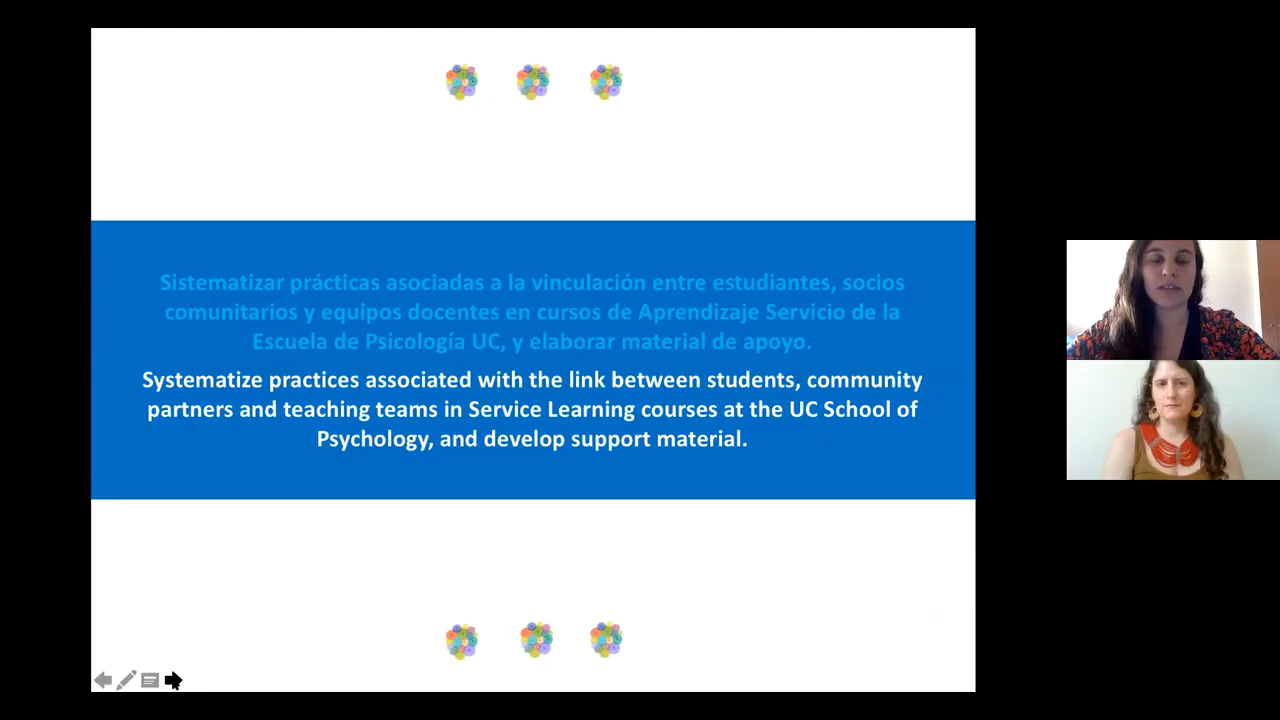 Sistematizar prácticas asociadas a la vinculación entre estudiantes, socios
comunitarios y equipos docentes en cursos de Aprendizaje Servicio de la
Escuela de Psicología UC, y elaborar material de apoyo.
Systematize practices associated with the link between students, community
partners and teaching teams in Service Learning courses at the UC School of
Psychology, and develop support material.